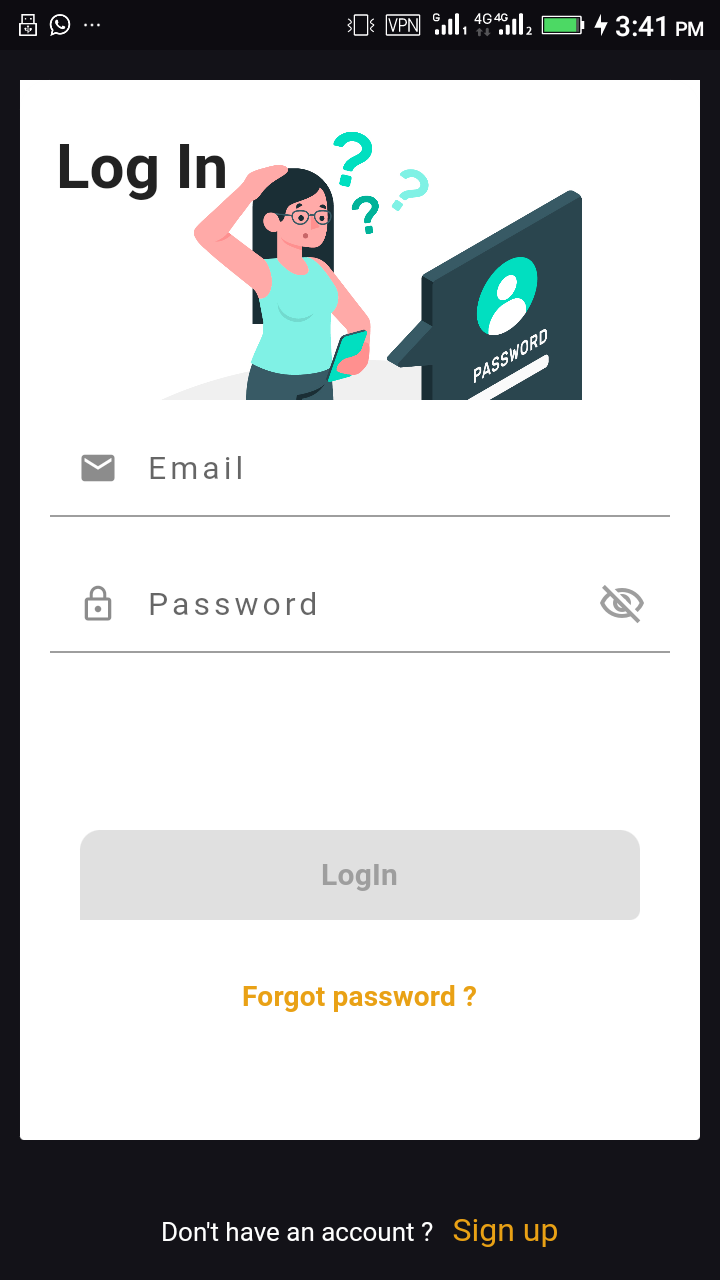 VPN G 1 4G 4G 2 3:41 PM
Log In
? ? ?
PASSWORD
Email
Password
LogIn
Forgot password ?
Don't have an account ? Sign up